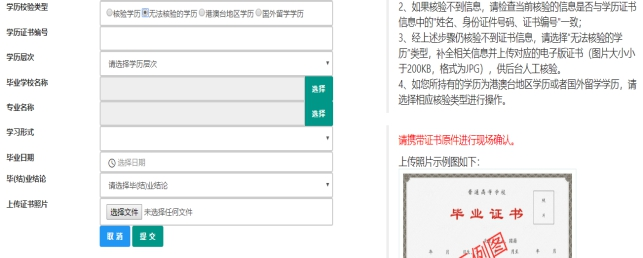 学历校验类型
核验学历 无法核验的学历 港澳台地区学历 国外留学学历
学历证书编号
学历层次
请选择学历层次
毕业学校名称
选择
专业名称
选择
学习形式
毕业日期
选择日期
毕(结)业结论
请选择毕(结)业结论
上传证书照片
选择文件 未选择任何文件
取消 提交
2、如果核验不到信息，请检查当前核验的信息是否与学历证书
信息中的"姓名、身份证件号码、证书编号"一致；
3、经上述步骤仍核验不到证书信息，请选择"无法核验的学
历"类型，补全相关信息并上传对应的电子版证书（图片大小小
于200KB，格式为JPG），供后台人工核验。
4、如您所持有的学历为港澳台地区学历或者国外留学学历，请
选择相应核验类型进行操作。
请携带证书原件进行现场确认。
上传照片示例图如下：
普通高等学校
毕业证书
示例图